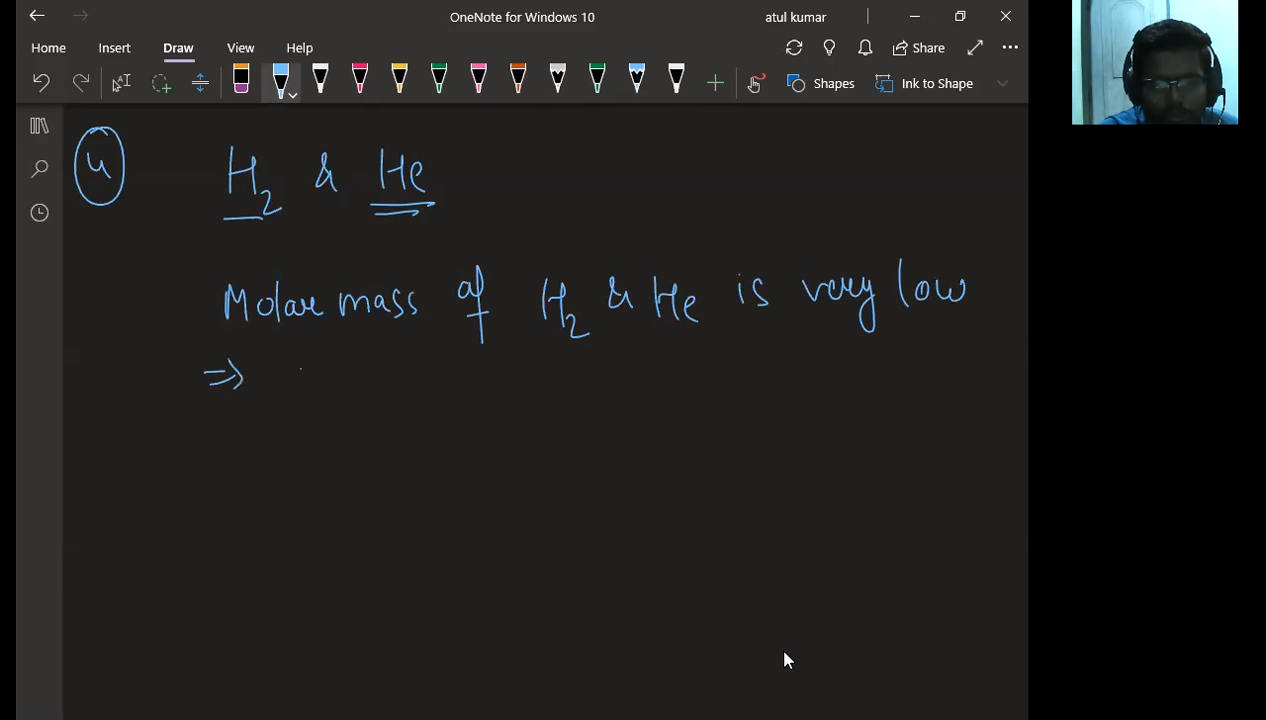 OneNote for Windows 10
atul kumar
Home Insert Draw View Help
Share
Shapes
Ink to Shape
4 H2 & He
Molar mass of H2 & He is very low
⇒